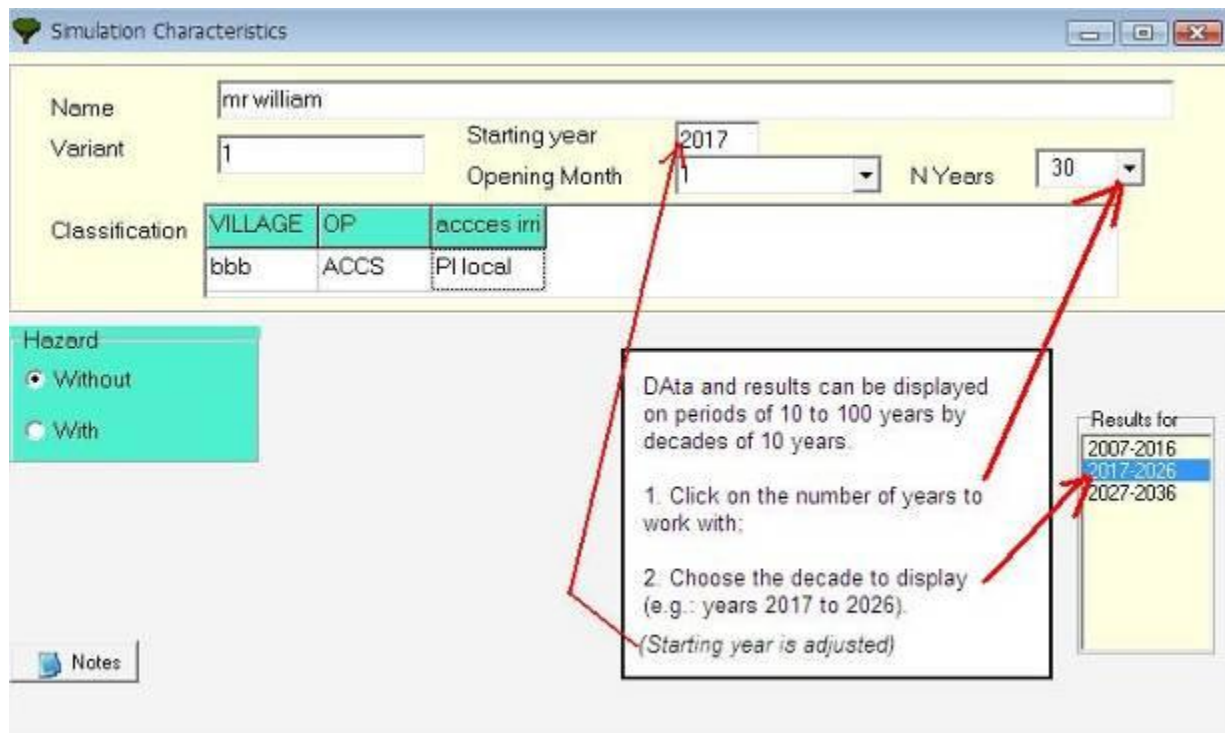 Simulation Characteristics
Name
mr william
Variant
1
Starting year
2017
Opening Month
1
N Years
30
Classification
VILLAGE OP accces irri
bbb ACCS PI local
Hazard
Without
With
DAta and results can be displayed
on periods of 10 to 100 years by
decades of 10 years.
1. Click on the number of years to
work with;
2. Choose the decade to display
(e.g.: years 2017 to 2026).
(Starting year is adjusted)
Results for
2007-2016
2017-2026
2027-2036
Notes